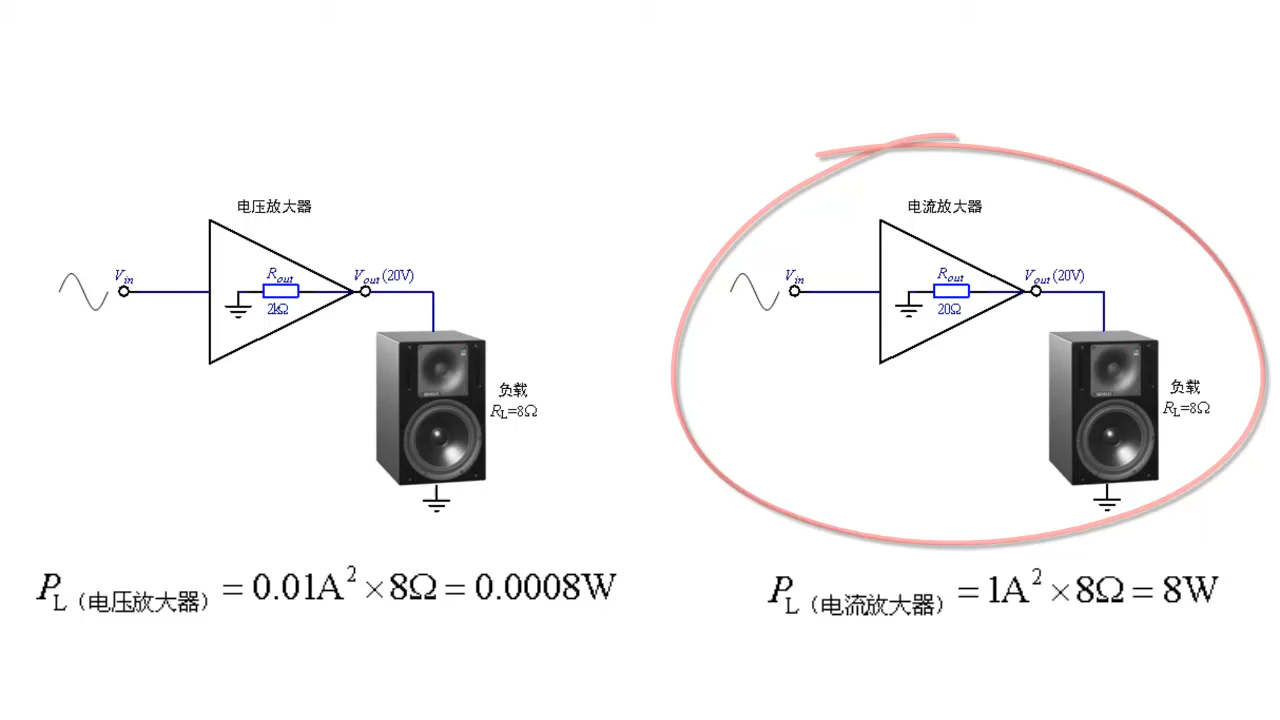 电压放大器
V_in
R_out
2kΩ
V_out (20V)
负载
R_L=8Ω
P_L（电压放大器） = 0.01A² × 8Ω = 0.0008W
电流放大器
V_in
R_out
20Ω
V_out (20V)
负载
R_L=8Ω
P_L（电流放大器） = 1A² × 8Ω = 8W